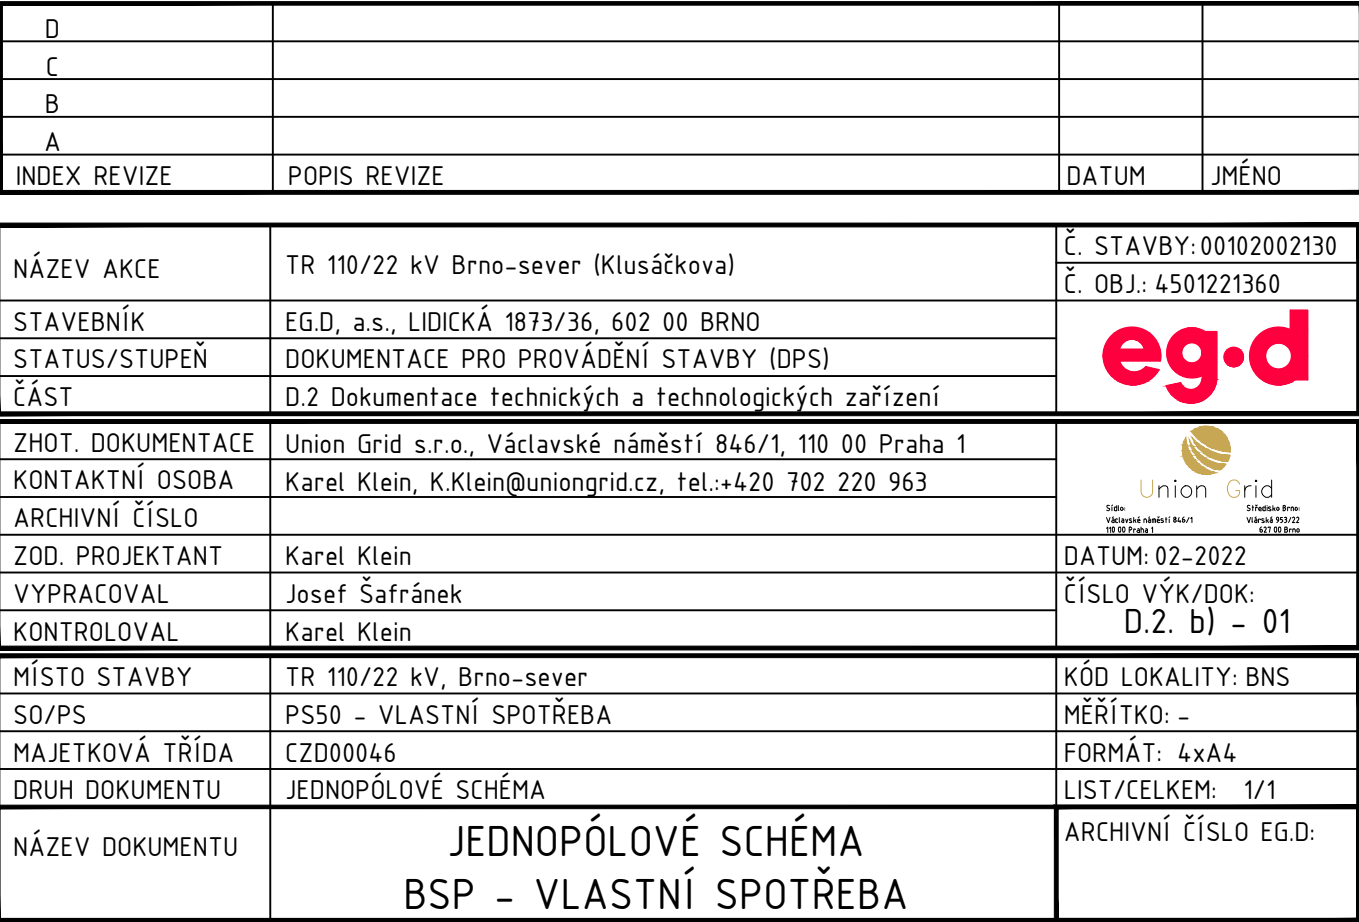 D
C
B
A
INDEX REVIZE POPIS REVIZE DATUM JMÉNO
NÁZEV AKCE TR 110/22 kV Brno-sever (Klusáčkova) Č. STAVBY: 00102002130
Č. OBJ.: 4501221360
STAVEBNÍK EG.D, a.s., LIDICKÁ 1873/36, 602 00 BRNO
STATUS/STUPEŇ DOKUMENTACE PRO PROVÁDĚNÍ STAVBY (DPS)
eg.d
ČÁST D.2 Dokumentace technických a technologických zařízení
ZHOT. DOKUMENTACE Union Grid s.r.o., Václavské náměstí 846/1, 110 00 Praha 1
KONTAKTNÍ OSOBA Karel Klein, K.Klein@uniongrid.cz, tel.:+420 702 220 963
Union Grid
ARCHIVNÍ ČÍSLO
Sídlo: Středisko Brno:
Václavské náměstí 846/1 Vlárská 953/22
110 00 Praha 1 627 00 Brno
ZOD. PROJEKTANT Karel Klein DATUM: 02-2022
VYPRACOVAL Josef Šafránek ČÍSLO VÝK/DOK:
KONTROLOVAL Karel Klein D.2. b) - 01
MÍSTO STAVBY TR 110/22 kV, Brno-sever KÓD LOKALITY: BNS
SO/PS PS50 - VLASTNÍ SPOTŘEBA MĚŘÍTKO: -
MAJETKOVÁ TŘÍDA CZD00046 FORMÁT: 4xA4
DRUH DOKUMENTU JEDNOPÓLOVÉ SCHÉMA LIST/CELKEM: 1/1
NÁZEV DOKUMENTU JEDNOPÓLOVÉ SCHÉMA ARCHIVNÍ ČÍSLO EG.D:
BSP - VLASTNÍ SPOTŘEBA